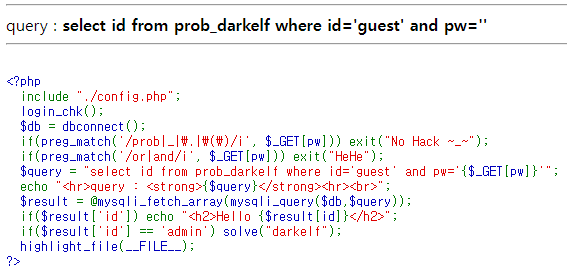 query : select id from prob_darkelf where id='guest' and pw=''
<?php
include "./config.php";
login_chk();
$db = dbconnect();
if(preg_match('/prob|_|₩.|₩(₩)/i', $_GET[pw])) exit("No Hack ~_~");
if(preg_match('/or|and/i', $_GET[pw])) exit("HeHe");
$query = "select id from prob_darkelf where id='guest' and pw='{$_GET[pw]}'";
echo "<hr>query : <strong>{$query}</strong><hr><br>";
$result = @mysqli_fetch_array(mysqli_query($db,$query));
if($result['id']) echo "<h2>Hello {$result[id]}</h2>";
if($result['id'] == 'admin') solve("darkelf");
highlight_file(__FILE__);
?>